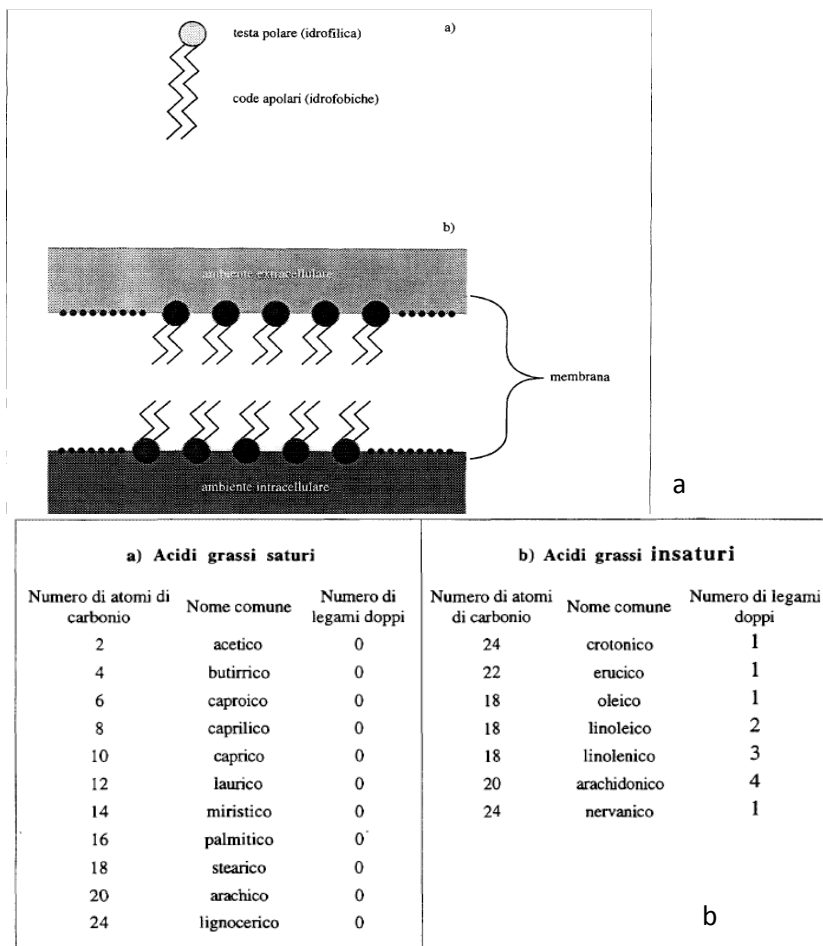 testa polare (idrofilica)
a)
code apolari (idrofobiche)
b)
ambiente extracellulare
membrana
ambiente intracellulare
a
a) Acidi grassi saturi
Numero di atomi di carbonio
Nome comune
Numero di legami doppi
2 acetico 0
4 butirrico 0
6 caproico 0
8 caprilico 0
10 caprico 0
12 laurico 0
14 miristico 0
16 palmitico 0
18 stearico 0
20 arachico 0
24 lignocerico 0
b) Acidi grassi insaturi
Numero di atomi di carbonio
Nome comune
Numero di legami doppi
24 crotonico 1
22 erucico 1
18 oleico 1
18 linoleico 2
18 linolenico 3
20 arachidonico 4
24 nervanico 1
b